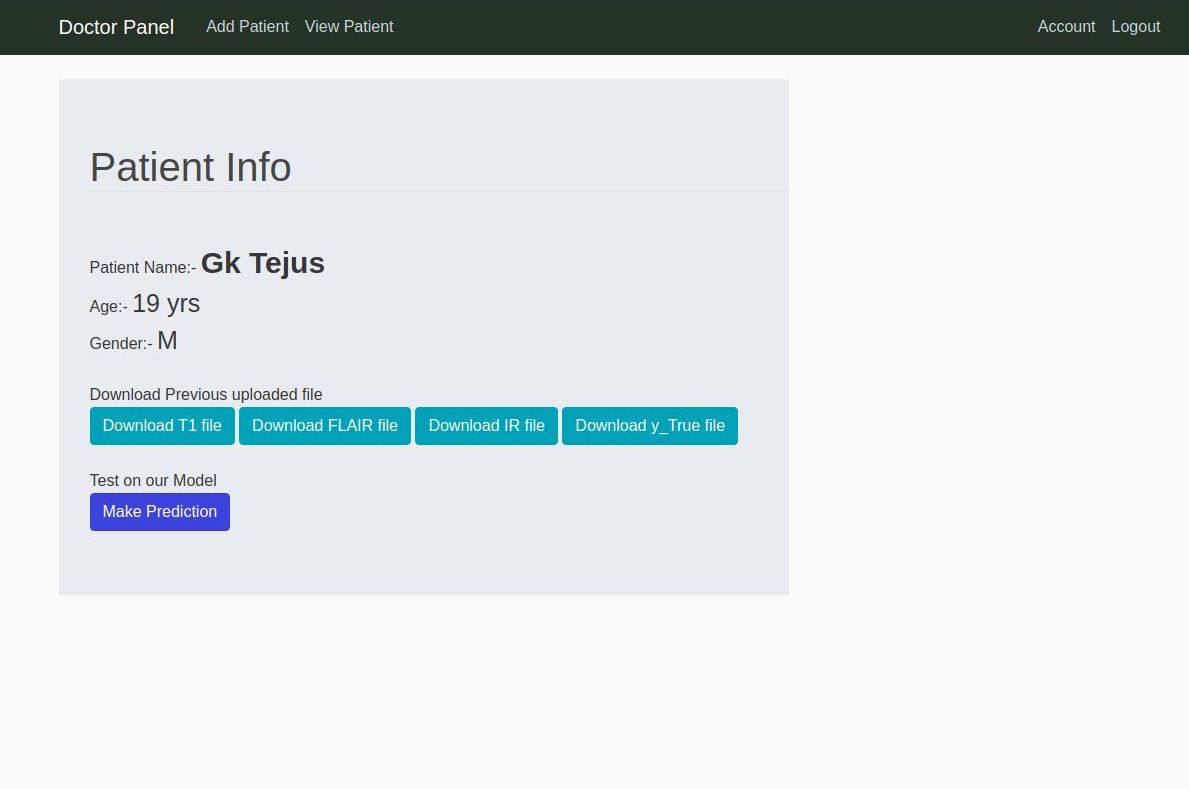 Doctor Panel Add Patient View Patient Account Logout
Patient Info
Patient Name:- Gk Tejus
Age:- 19 yrs
Gender:- M
Download Previous uploaded file
Download T1 file Download FLAIR file Download IR file Download y_True file
Test on our Model
Make Prediction